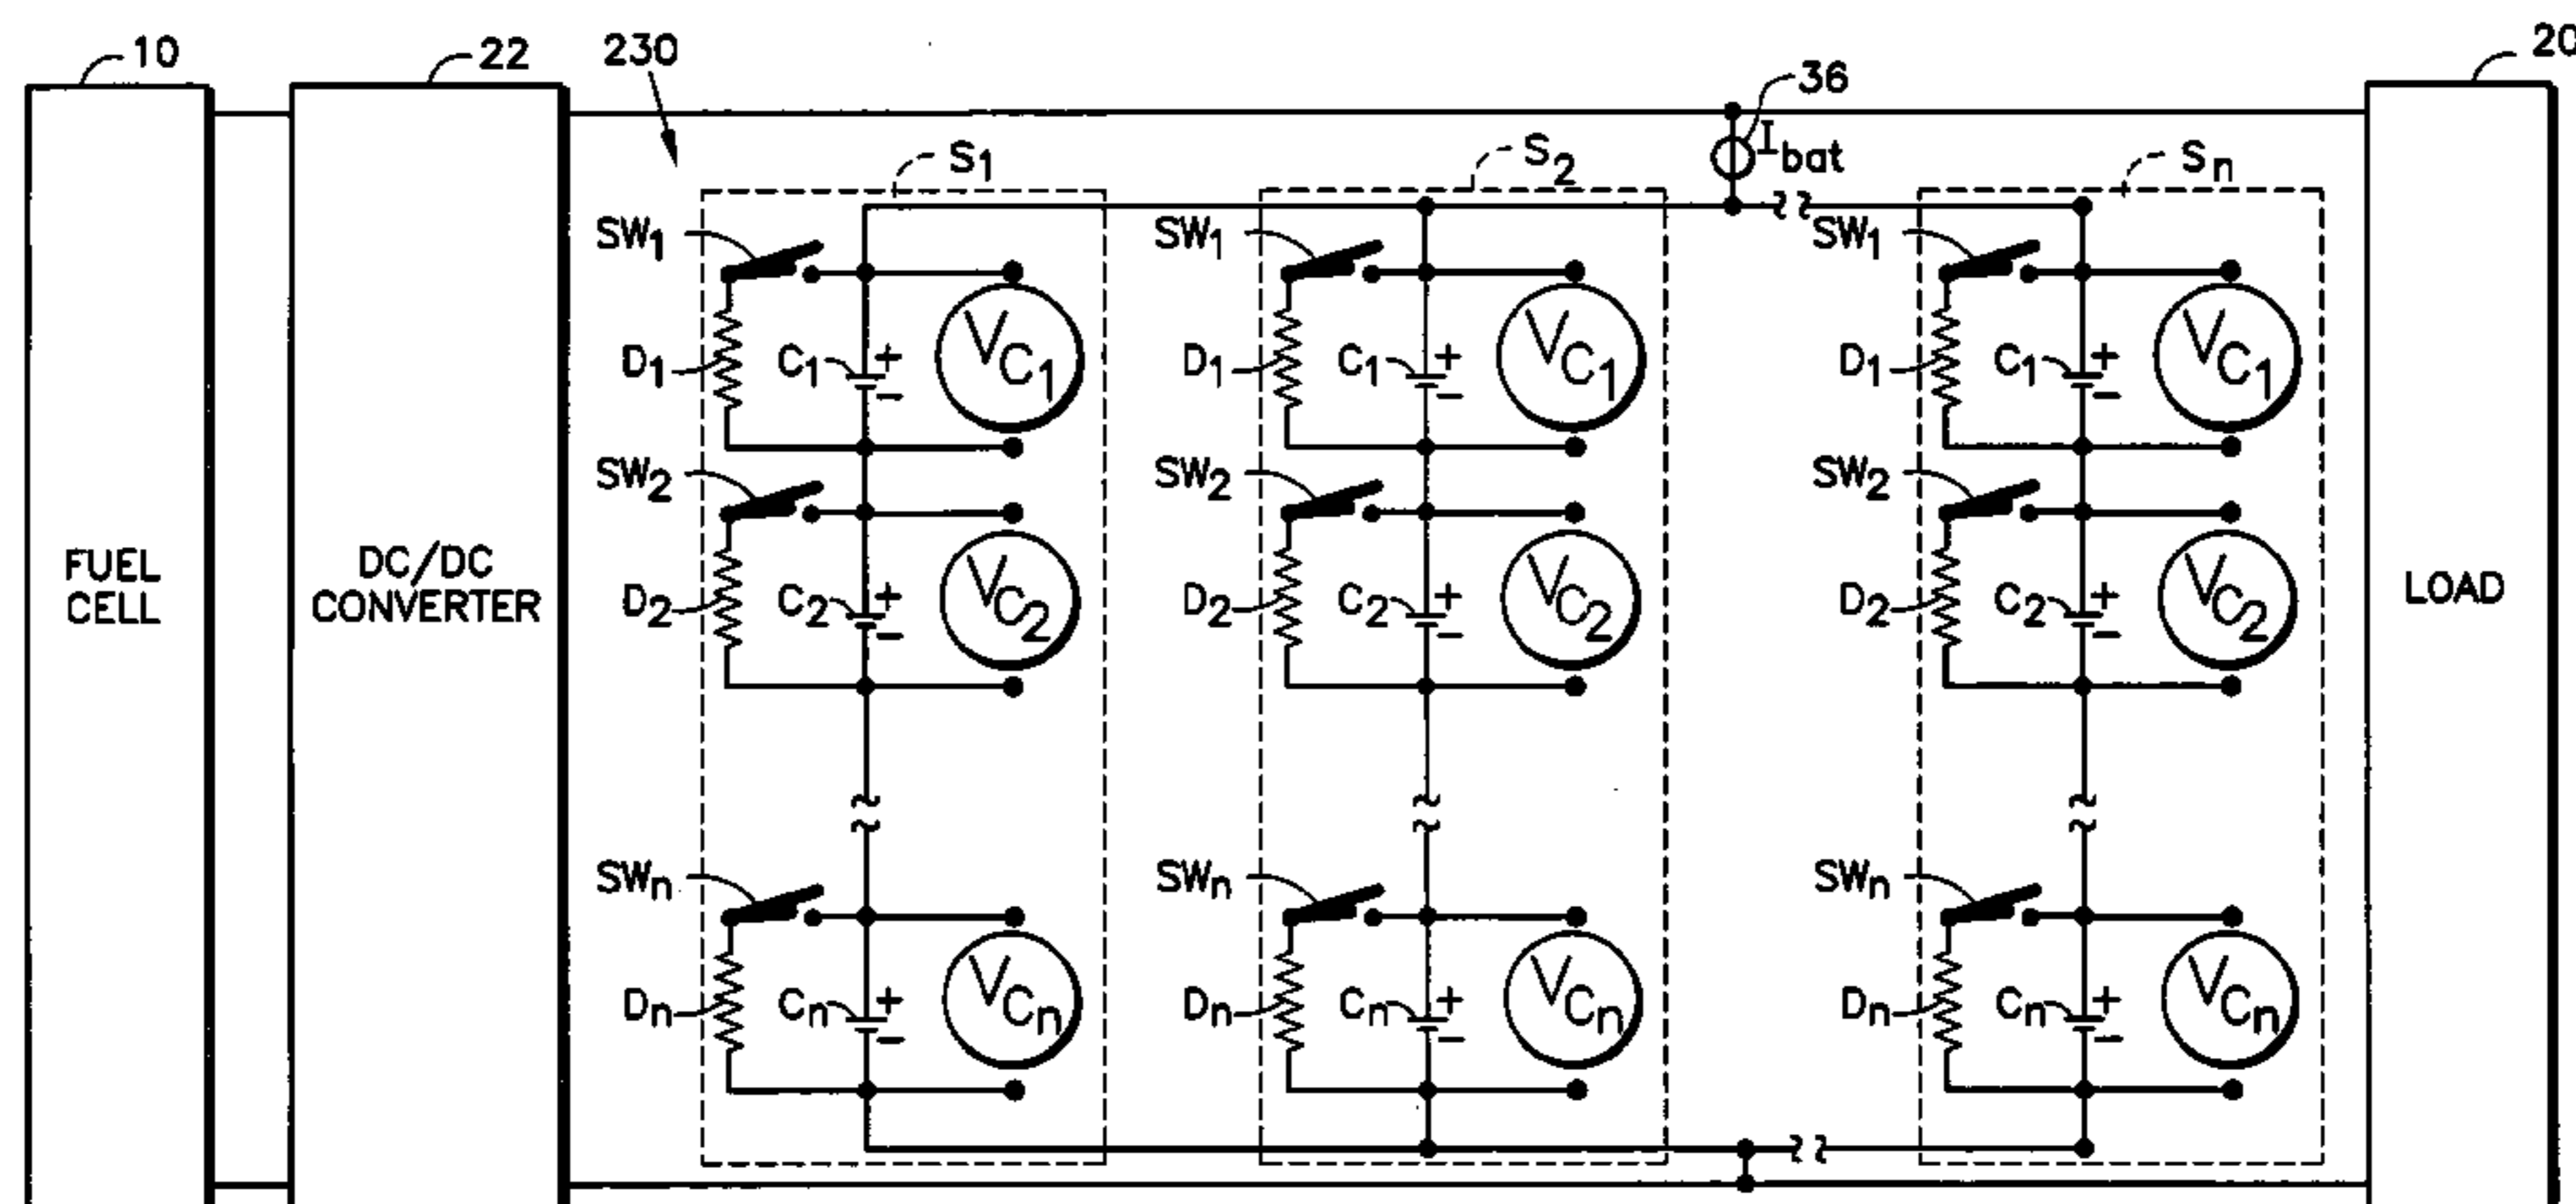 10
22
230
36
20
I bat
S1
S2
Sn
FUEL
CELL
DC/DC
CONVERTER
LOAD
SW1
D1
C1
+
−
VC1
SW2
D2
C2
+
−
VC2
SWn
Dn
Cn
+
−
VCn
SW1
D1
C1
+
−
VC1
SW2
D2
C2
+
−
VC2
SWn
Dn
Cn
+
−
VCn
SW1
D1
C1
+
−
VC1
SW2
D2
C2
+
−
VC2
SWn
Dn
Cn
+
−
VCn